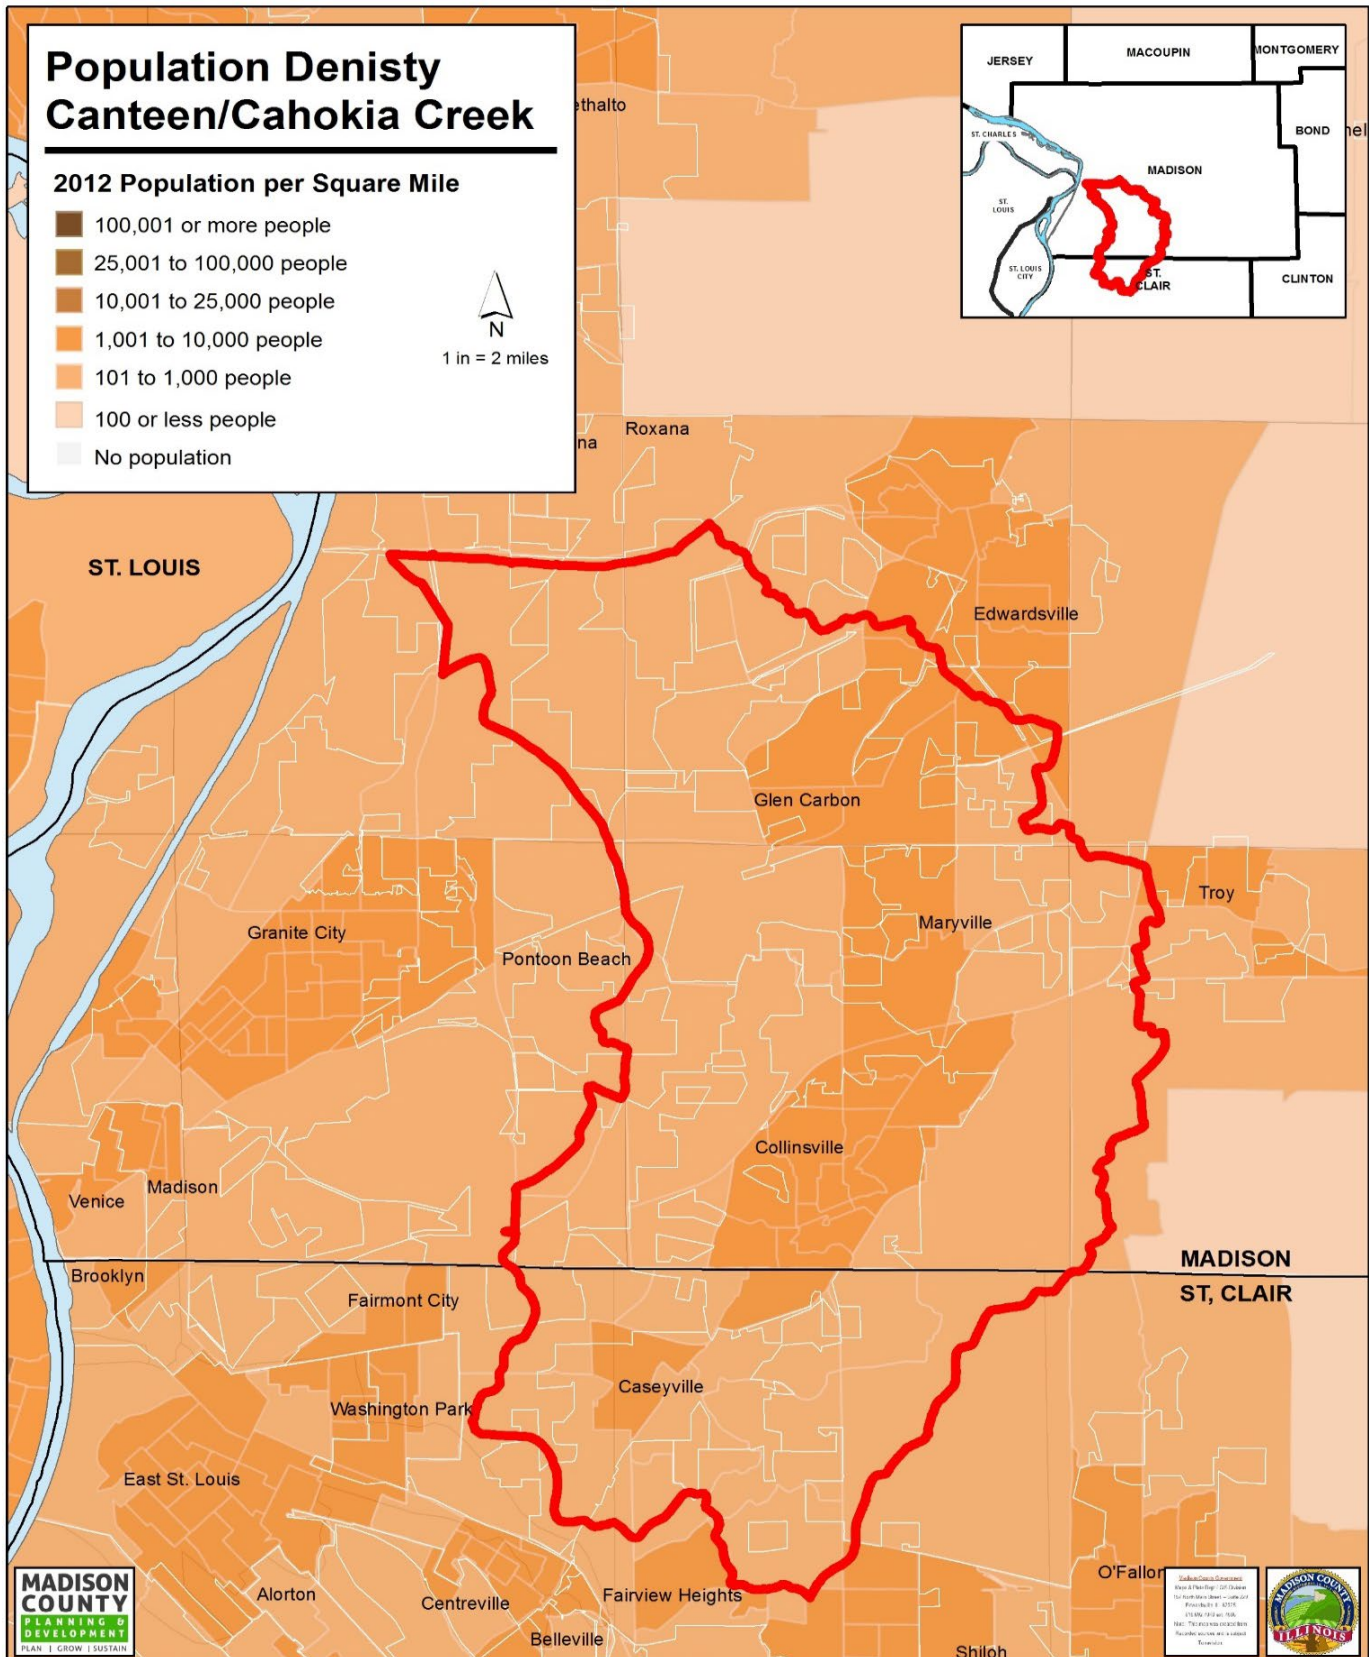 Population Denisty
Canteen/Cahokia Creek
2012 Population per Square Mile
100,001 or more people
25,001 to 100,000 people
10,001 to 25,000 people
1,001 to 10,000 people
101 to 1,000 people
100 or less people
No population
N
1 in = 2 miles
JERSEY
MACOUPIN
MONTGOMERY
BOND
ST. CHARLES
MADISON
ST.
LOUIS
ST. LOUIS
CITY
ST.
CLAIR
CLINTON
ethalto
nel
na
Roxana
ST. LOUIS
Edwardsville
Glen Carbon
Troy
Granite City
Maryville
Pontoon Beach
Collinsville
Venice
Madison
MADISON
ST, CLAIR
Brooklyn
Fairmont City
Caseyville
Washington Park
East St. Louis
Alorton
Centreville
Fairview Heights
O'Fallon
Belleville
Shiloh
MADISON
COUNTY
PLANNING &
DEVELOPMENT
PLAN | GROW | SUSTAIN
Madison County Government
MADISON COUNTY
ILLINOIS